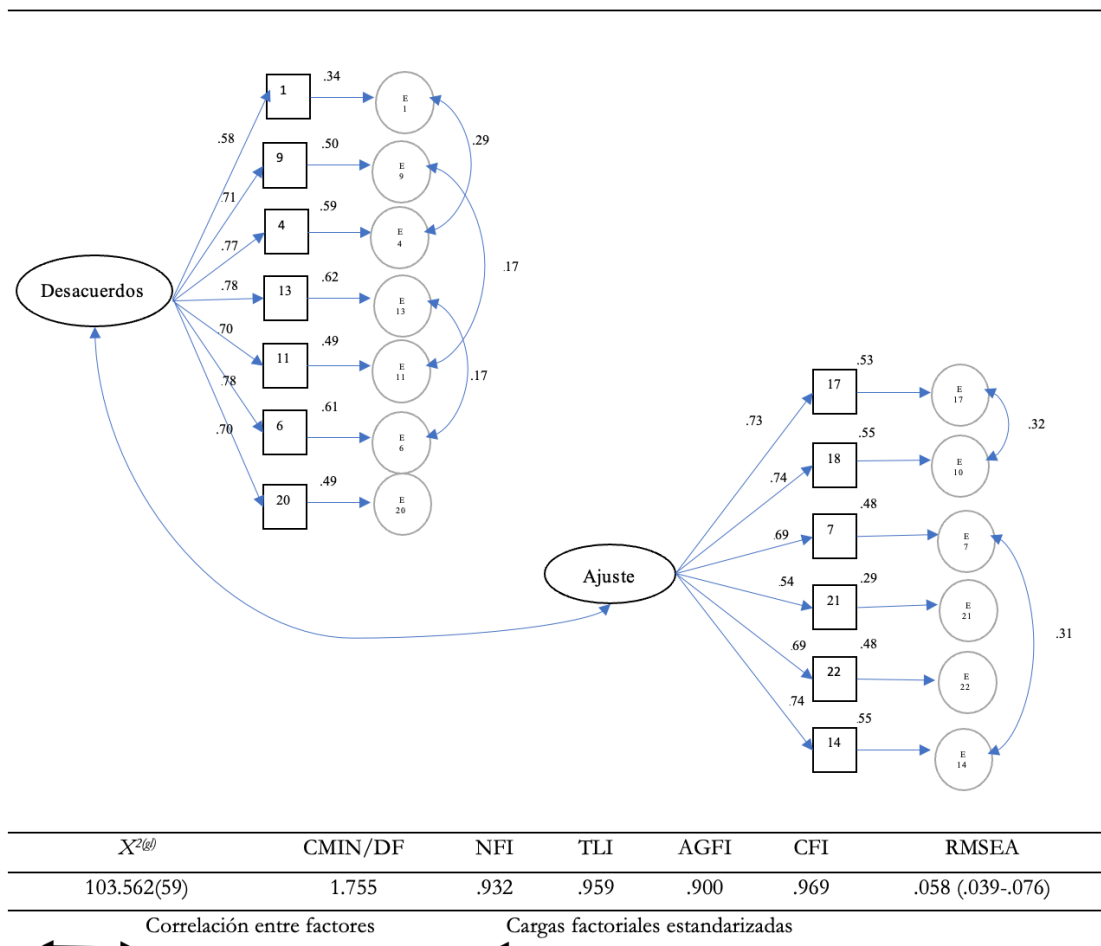 1 .34 E 1
.58 .29
9 .50 E 9
.71
4 .59 E 4
.77
.17
Desacuerdos .78 13 .62 E 13
.70
11 .49 E 11 .17
.78
6 .61 E 6
.70
20 .49 E 20
17 .53 E 17
.73 .32
18 .55 E 10
.74
7 .48 E 7
.69
Ajuste .54 21 .29 E 21
.31
.69 22 .48 E 22
.74
14 .55 E 14
X2(gl) CMIN/DF NFI TLI AGFI CFI RMSEA
103.562(59) 1.755 .932 .959 .900 .969 .058 (.039-.076)
Correlación entre factores Cargas factoriales estandarizadas